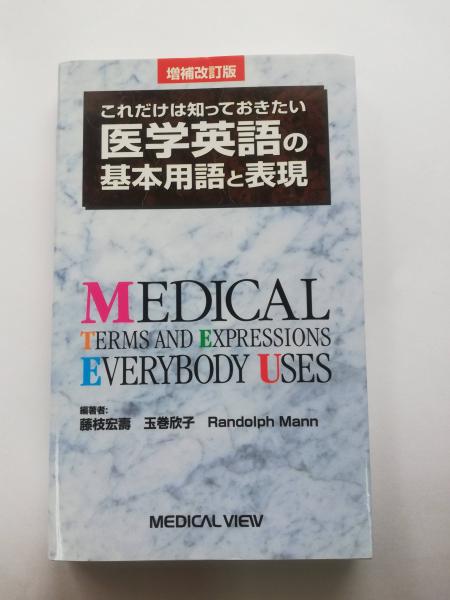 増補改訂版
これだけは知っておきたい
医学英語の
基本用語と表現
MEDICAL
TERMS AND EXPRESSIONS
EVERYBODY USES
編著者:
藤枝宏壽 玉巻欣子 Randolph Mann
MEDICAL VIEW